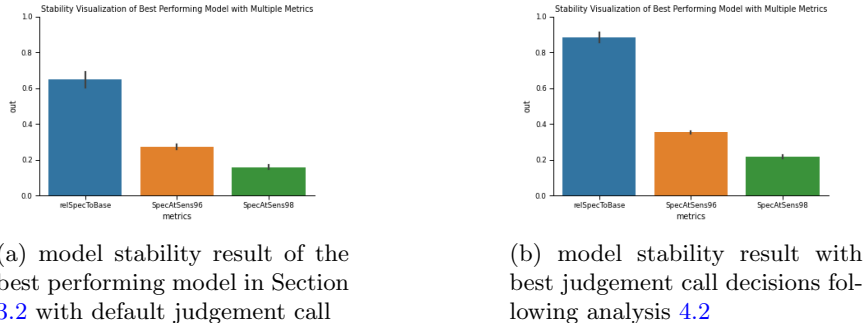 Stability Visualization of Best Performing Model with Multiple Metrics
1.0
0.8
0.6
0.4
0.2
0.0
out
relSpecToBase SpecAtSens96 SpecAtSens98
metrics
(a) model stability result of the
best performing model in Section
3.2 with default judgement call
Stability Visualization of Best Performing Model with Multiple Metrics
1.0
0.8
0.6
0.4
0.2
0.0
out
relSpecToBase SpecAtSens96 SpecAtSens98
metrics
(b) model stability result with
best judgement call decisions fol-
lowing analysis 4.2